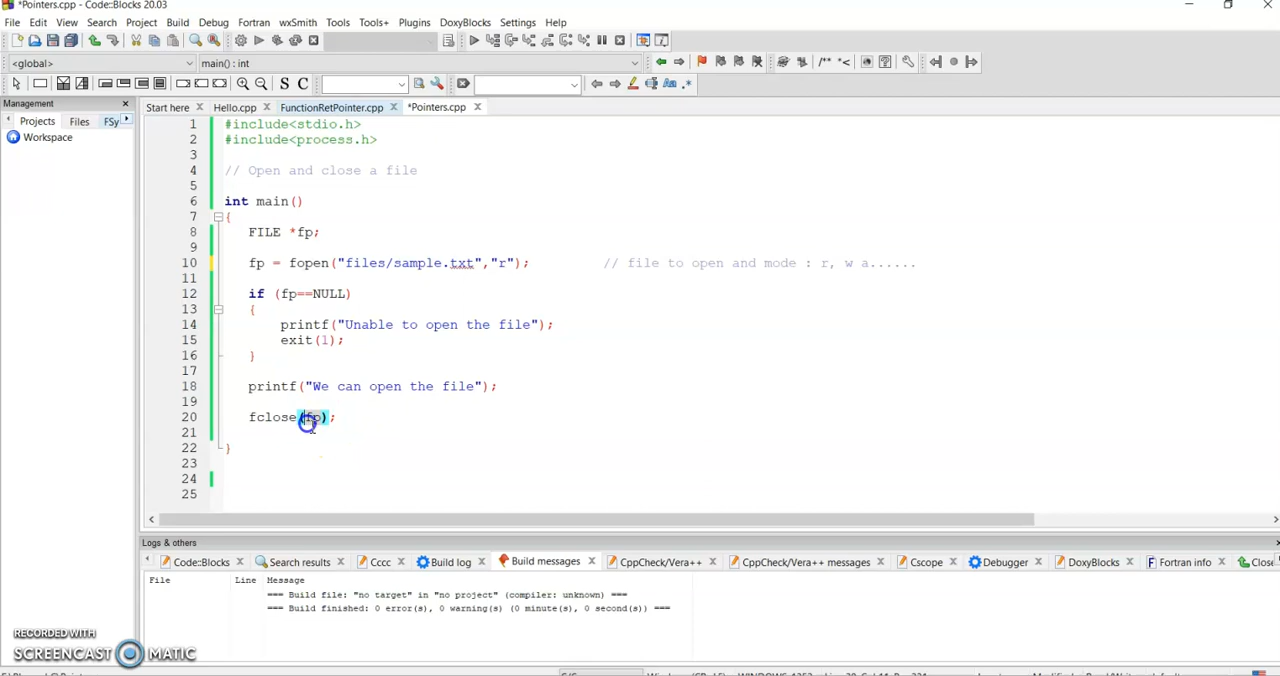 *Pointers.cpp - Code::Blocks 20.03
File Edit View Search Project Build Debug Fortran wxSmith Tools Tools+ Plugins DoxyBlocks Settings Help
<global> main() : int
S C Aa .*
Management
Projects Files FSy
Workspace
Start here Hello.cpp FunctionRetPointer.cpp *Pointers.cpp
1 #include<stdio.h>
2 #include<process.h>
3
4 // Open and close a file
5
6 int main()
7 {
8 FILE *fp;
9
10 fp = fopen("files/sample.txt","r"); // file to open and mode : r, w a......
11
12 if (fp==NULL)
13 {
14 printf("Unable to open the file");
15 exit(1);
16 }
17
18 printf("We can open the file");
19
20 fclose(fp);
21
22 }
23
24
25
Logs & others
Code::Blocks Search results Cccc Build log Build messages CppCheck/Vera++ CppCheck/Vera++ messages Cscope Debugger DoxyBlocks Fortran info Close
File Line Message
=== Build file: "no target" in "no project" (compiler: unknown) ===
=== Build finished: 0 error(s), 0 warning(s) (0 minute(s), 0 second(s)) ===
RECORDED WITH
SCREENCAST MATIC